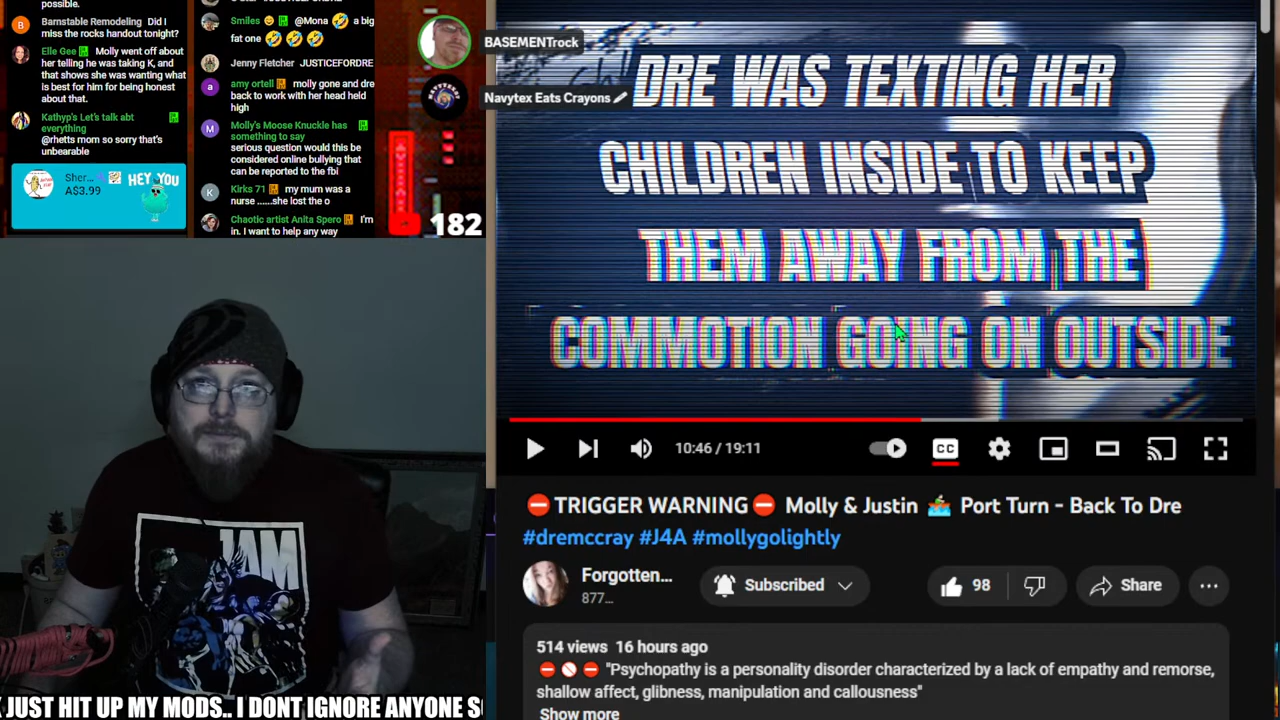 possible.
Barnstable Remodeling Did I
miss the rocks handout tonight?
Elle Gee Molly went off about
her telling he was taking K, and
that shows she was wanting what
is best for him for being honest
about that.
Kathyp's Let's talk abt
everything
@rhetts mom so sorry that's
unbearable
Sher...
A$3.99
HEY YOU
Smiles 😊 @Mona 🤣 a big
fat one 🤣🤣🤣
Jenny Fletcher JUSTICEFORDRE
amy ortell molly gone and dre
back to work with her head held
high
Molly's Moose Knuckle has
something to say
serious question would this be
considered online bullying that
can be reported to the fbi
Kirks 71 my mum was a
nurse ......she lost the o
Chaotic artist Anita Spero I'm
in. I want to help any way
182
BASEMENTrock
Navytex Eats Crayons
DRE WAS TEXTING HER
CHILDREN INSIDE TO KEEP
THEM AWAY FROM THE
COMMOTION GOING ON OUTSIDE
10:46 / 19:11
CC
⛔TRIGGER WARNING⛔ Molly & Justin 🚣 Port Turn - Back To Dre
#dremccray #J4A #mollygolightly
Forgotten...
877...
Subscribed
98
Share
514 views 16 hours ago
⛔🚫⛔ "Psychopathy is a personality disorder characterized by a lack of empathy and remorse,
shallow affect, glibness, manipulation and callousness"
Show more
JAM
JUST HIT UP MY MODS.. I DONT IGNORE ANYONE